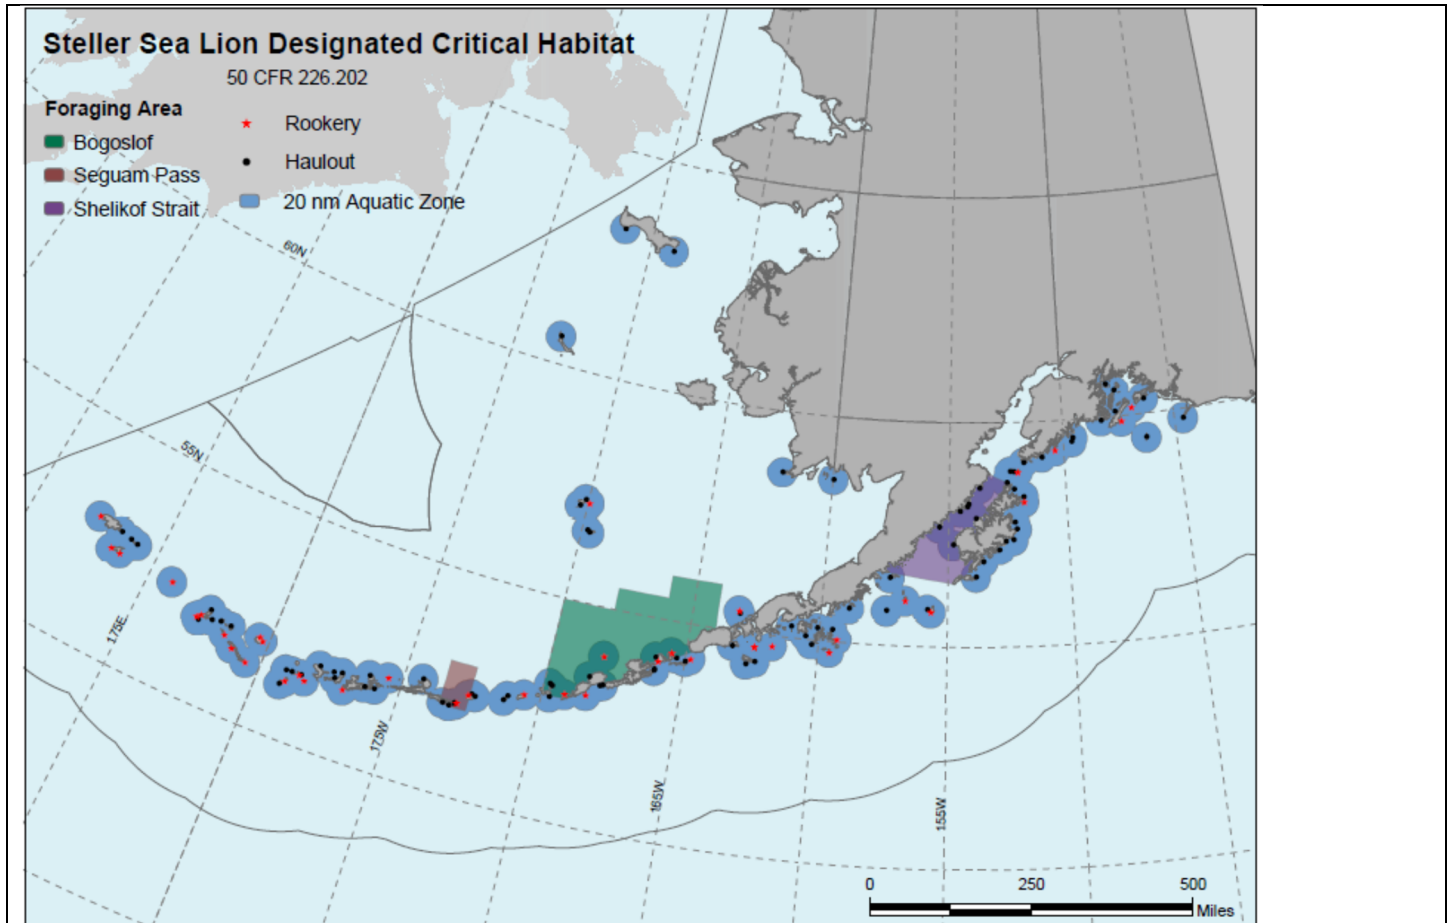 Steller Sea Lion Designated Critical Habitat
50 CFR 226.202
Foraging Area
Bogoslof
Seguam Pass
Shelikof Strait
Rookery
Haulout
20 nm Aquatic Zone
60N
55N
175E
175W
165W
155W
0 250 500
Miles